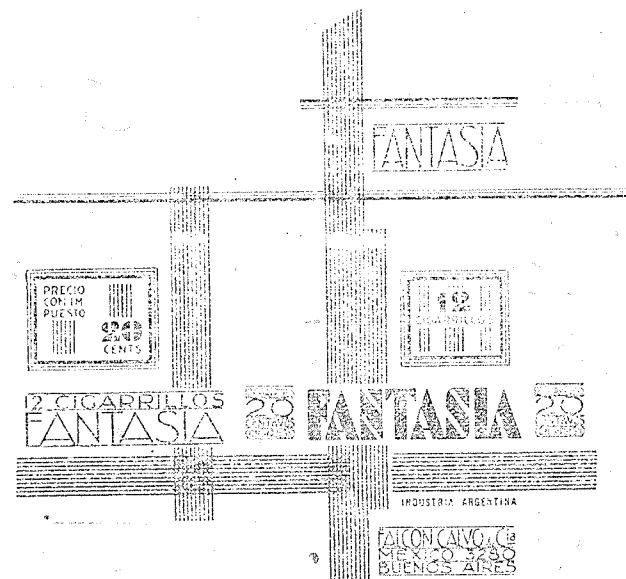 FANTASIA
PRECIO
CON IM
PUESTO
20
CENTS
12
CIGARRILLOS
12 CIGARRILLOS
FANTASIA
20
FANTASIA
20
INDUSTRIA ARGENTINA
FALCON CALVO & Cia
MEXICO 3280
BUENOS AIRES